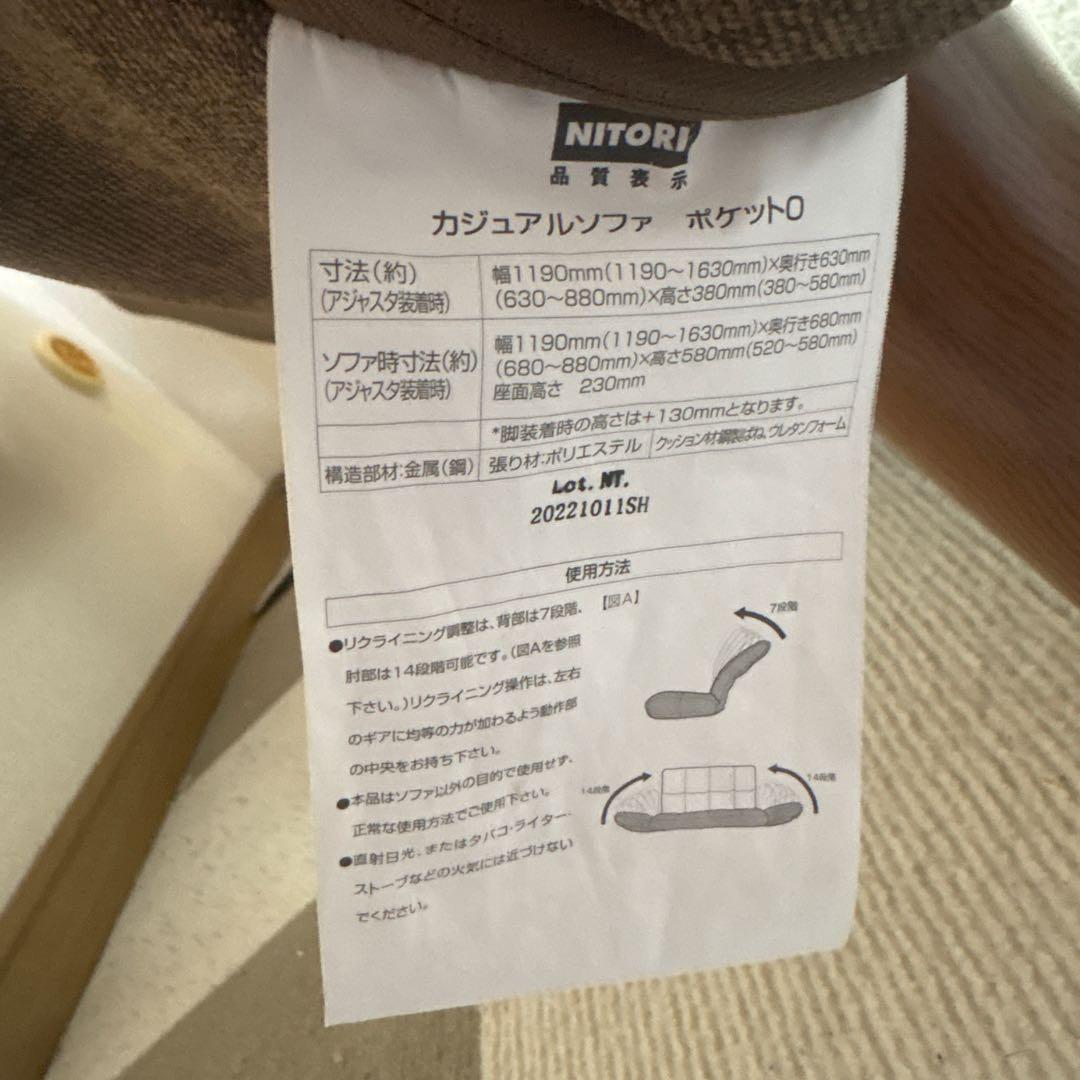 NITORI
品質表示
カジュアルソファ ポケットO
寸法(約)
(アジャスタ装着時)
幅1190mm(1190~1630mm)×奥行き630mm
(630~880mm)×高さ380mm(380~580mm)
ソファ時寸法(約)
(アジャスタ装着時)
幅1190mm(1190~1630mm)×奥行き680mm
(680~880mm)×高さ580mm(520~580mm)
座面高さ 230mm
*脚装着時の高さは+130mmとなります。
構造部材:金属(鋼) 張り材:ポリエステル クッション材:鋼製ばね、ウレタンフォーム
Lot. NT.
20221011SH
使用方法
●リクライニング調整は、背部は7段階、
肘部は14段階可能です。(図Aを参照
下さい。)リクライニング操作は、左右
のギアに均等の力が加わるよう動作部
の中央をお持ち下さい。
●本品はソファ以外の目的で使用せず、
正常な使用方法でご使用下さい。
●直射日光、またはタバコ・ライター・
ストーブなどの火気には近づけない
でください。
【図A】
7段階
14段階
14段階